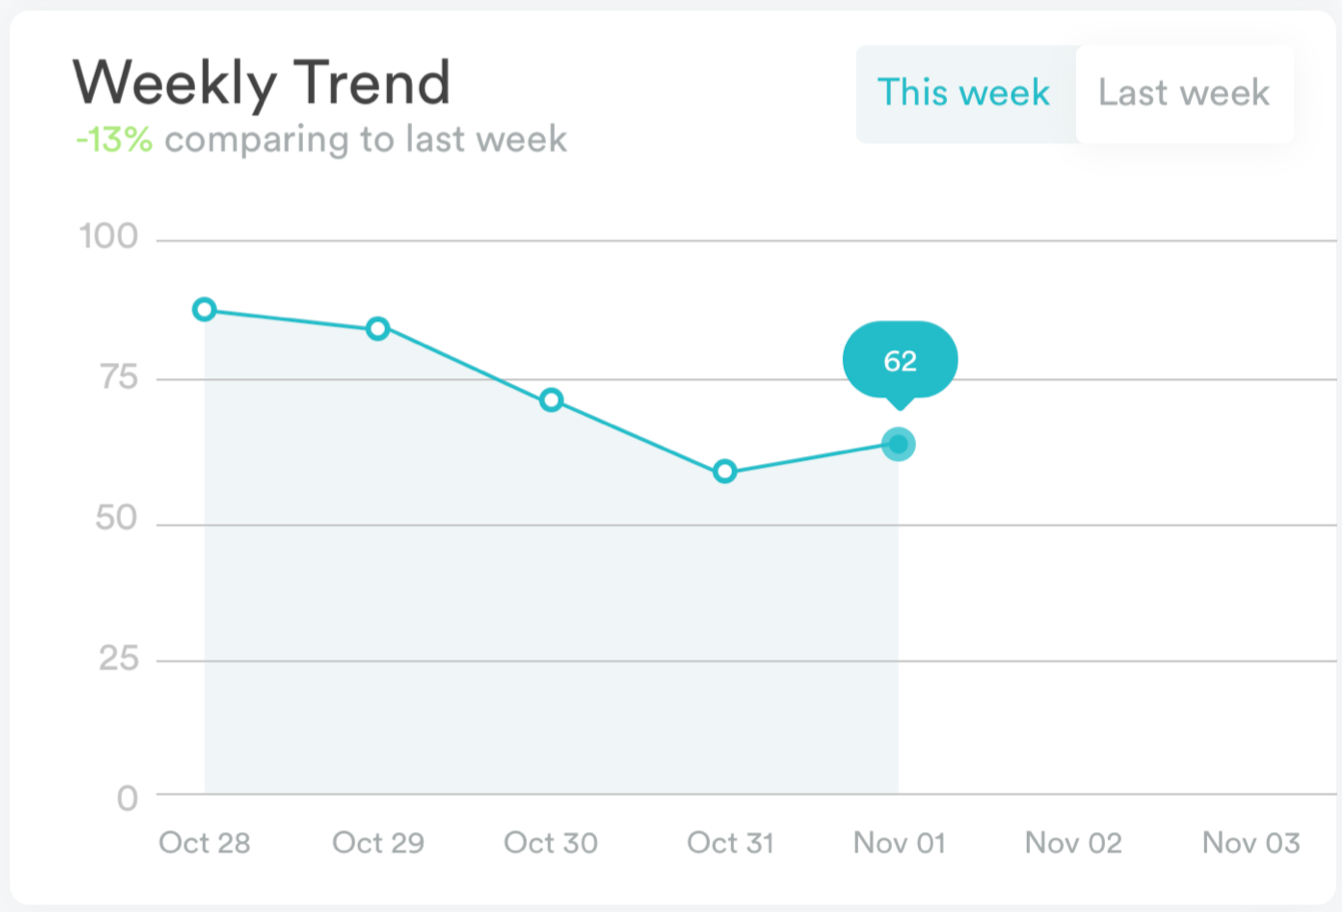 Weekly Trend
-13% comparing to last week
This week
Last week
100
75
62
50
25
0
Oct 28
Oct 29
Oct 30
Oct 31
Nov 01
Nov 02
Nov 03